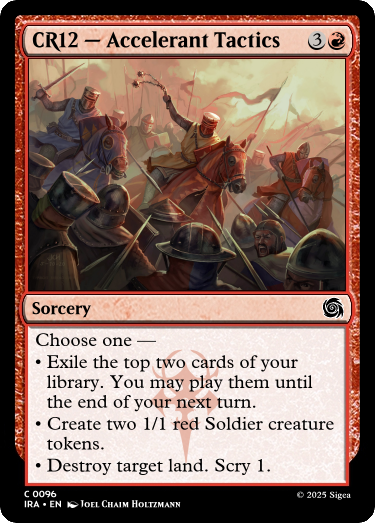 CR12 — Accelerant Tactics 3
Sorcery
Choose one —
• Exile the top two cards of your
library. You may play them until
the end of your next turn.
• Create two 1/1 red Soldier creature
tokens.
• Destroy target land. Scry 1.
C 0096
IRA • EN Joel Chaim Holtzmann
© 2025 Sigea